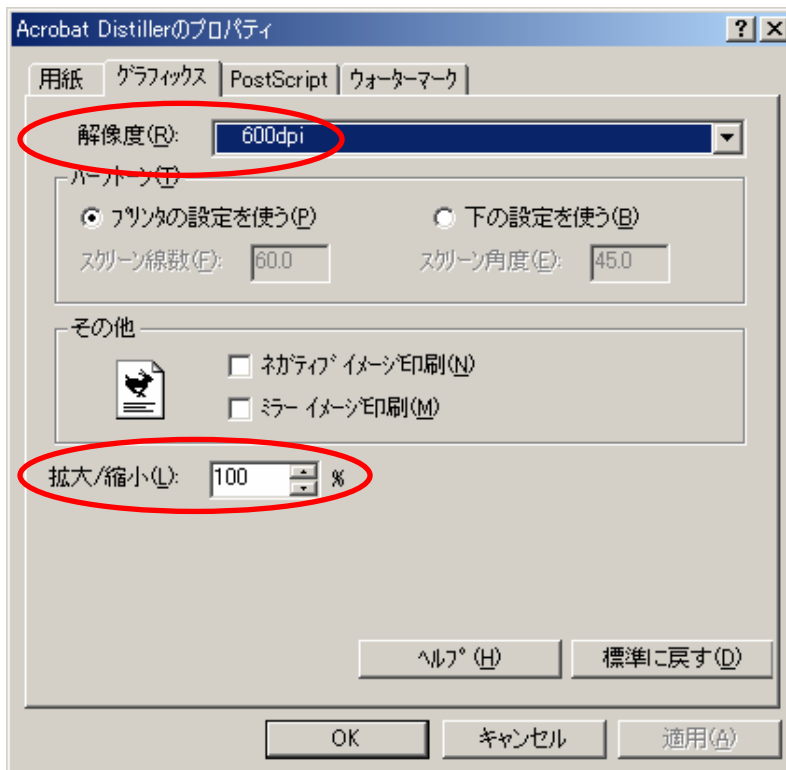 Acrobat Distillerのプロパティ
用紙 グラフィックス PostScript ウォーターマーク
解像度(R): 600dpi
ハーフトーン(T)
プリンタの設定を使う(P) 下の設定を使う(B)
スクリーン線数(F): 60.0 スクリーン角度(E): 45.0
その他
ネガティブ イメージで印刷(N)
ミラー イメージで印刷(M)
拡大/縮小(L): 100 %
ヘルプ(H) 標準に戻す(D)
OK キャンセル 適用(A)